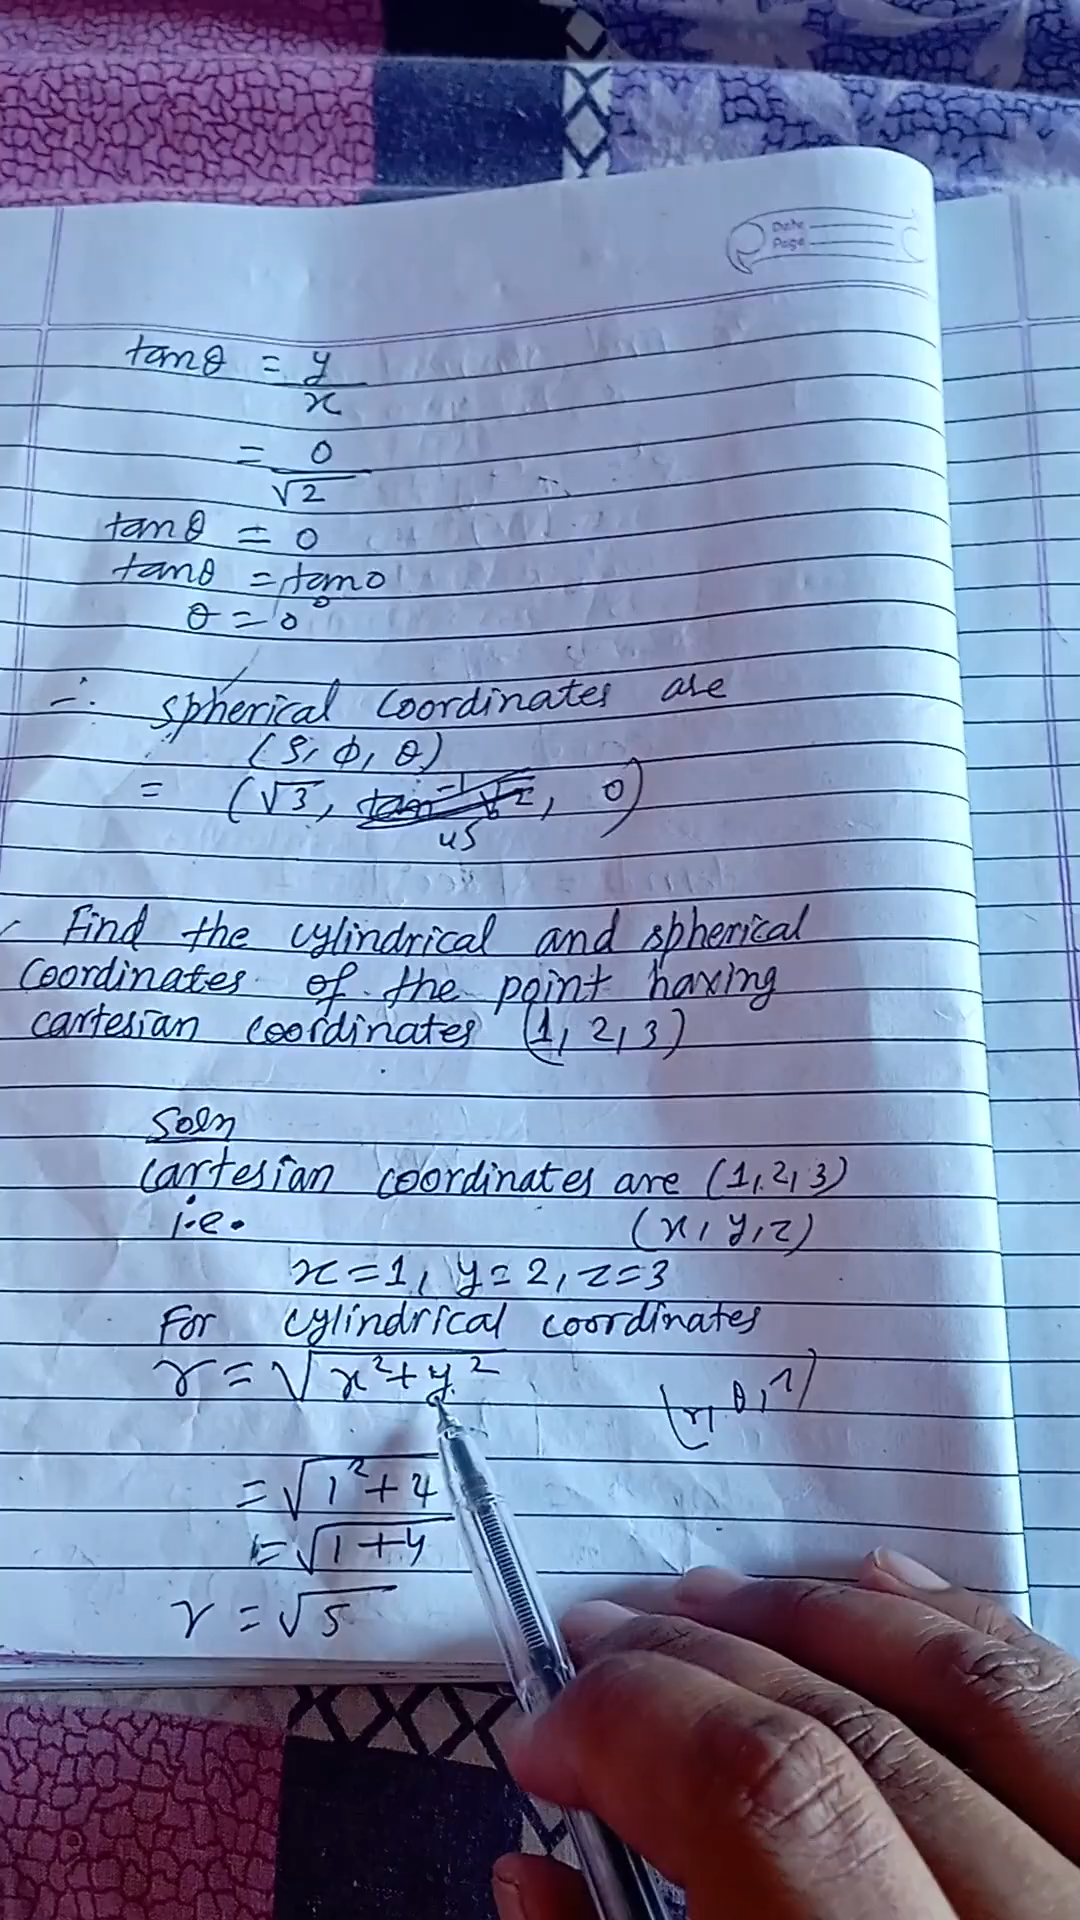 Date
Page
tanθ = y/x
= 0/√2
tanθ = 0
tanθ = tan0
θ = 0°
∴ Spherical coordinates are
(ρ, φ, θ)
= (√3, 45, 0)
Find the cylindrical and spherical
coordinates of the point having
cartesian coordinates (1, 2, 3)
Soln
Cartesian coordinates are (1, 2, 3)
i.e. (x, y, z)
x = 1, y = 2, z = 3
For cylindrical coordinates
r = √x²+y²
(r, θ,
= √1²+4
= √1+4
r = √5